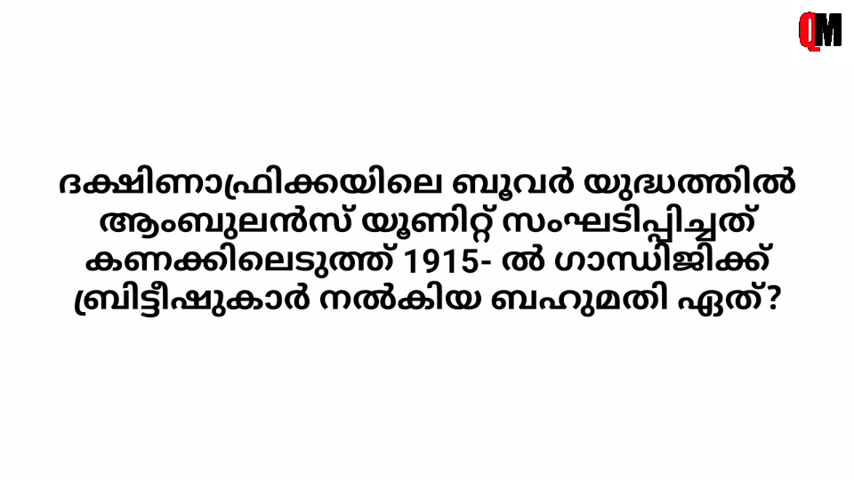 QM
ദക്ഷിണാഫ്രിക്കയിലെ ബൂവർ യുദ്ധത്തിൽ
ആംബുലൻസ് യൂണിറ്റ് സംഘടിപ്പിച്ചത്
കണക്കിലെടുത്ത് 1915- ൽ ഗാന്ധിജിക്ക്
ബ്രിട്ടീഷുകാർ നൽകിയ ബഹുമതി ഏത്?